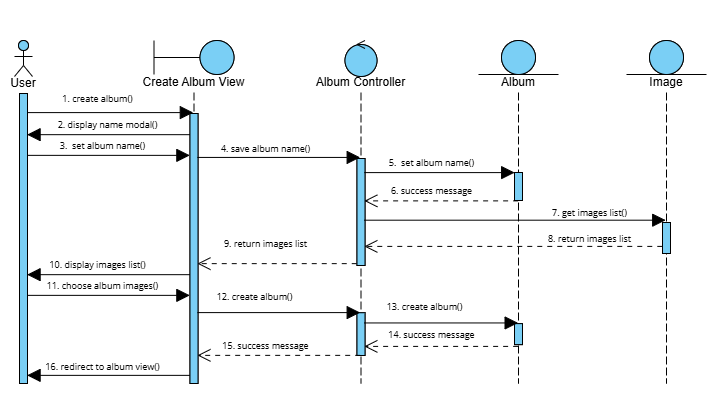 User
Create Album View
Album Controller
Album
Image
1. create album()
2. display name modal()
3. set album name()
4. save album name()
5. set album name()
6. success message
7. get images list()
8. return images list
9. return images list
10. display images list()
11. choose album images()
12. create album()
13. create album()
14. success message
15. success message
16. redirect to album view()